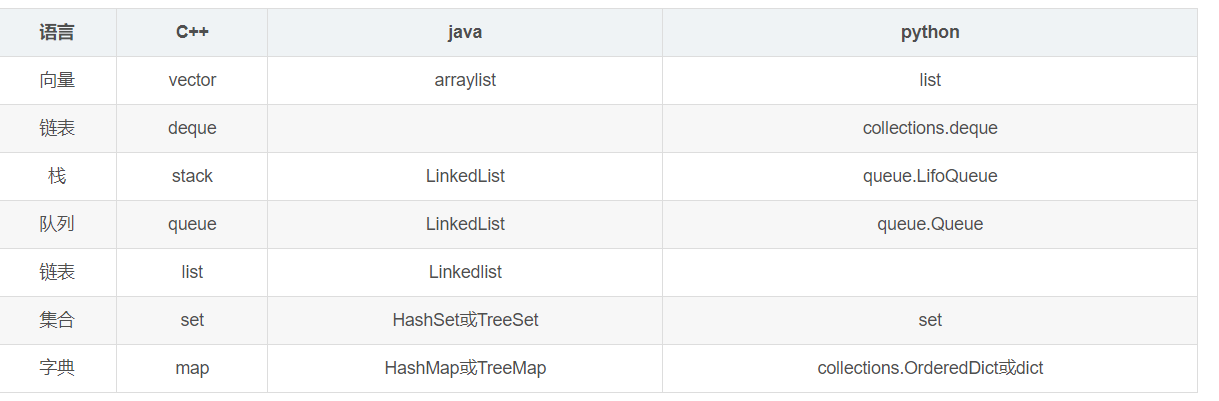 语言 C++ java python
向量 vector arraylist list
链表 deque collections.deque
栈 stack LinkedList queue.LifoQueue
队列 queue LinkedList queue.Queue
链表 list Linkedlist
集合 set HashSet或TreeSet set
字典 map HashMap或TreeMap collections.OrderedDict或dict